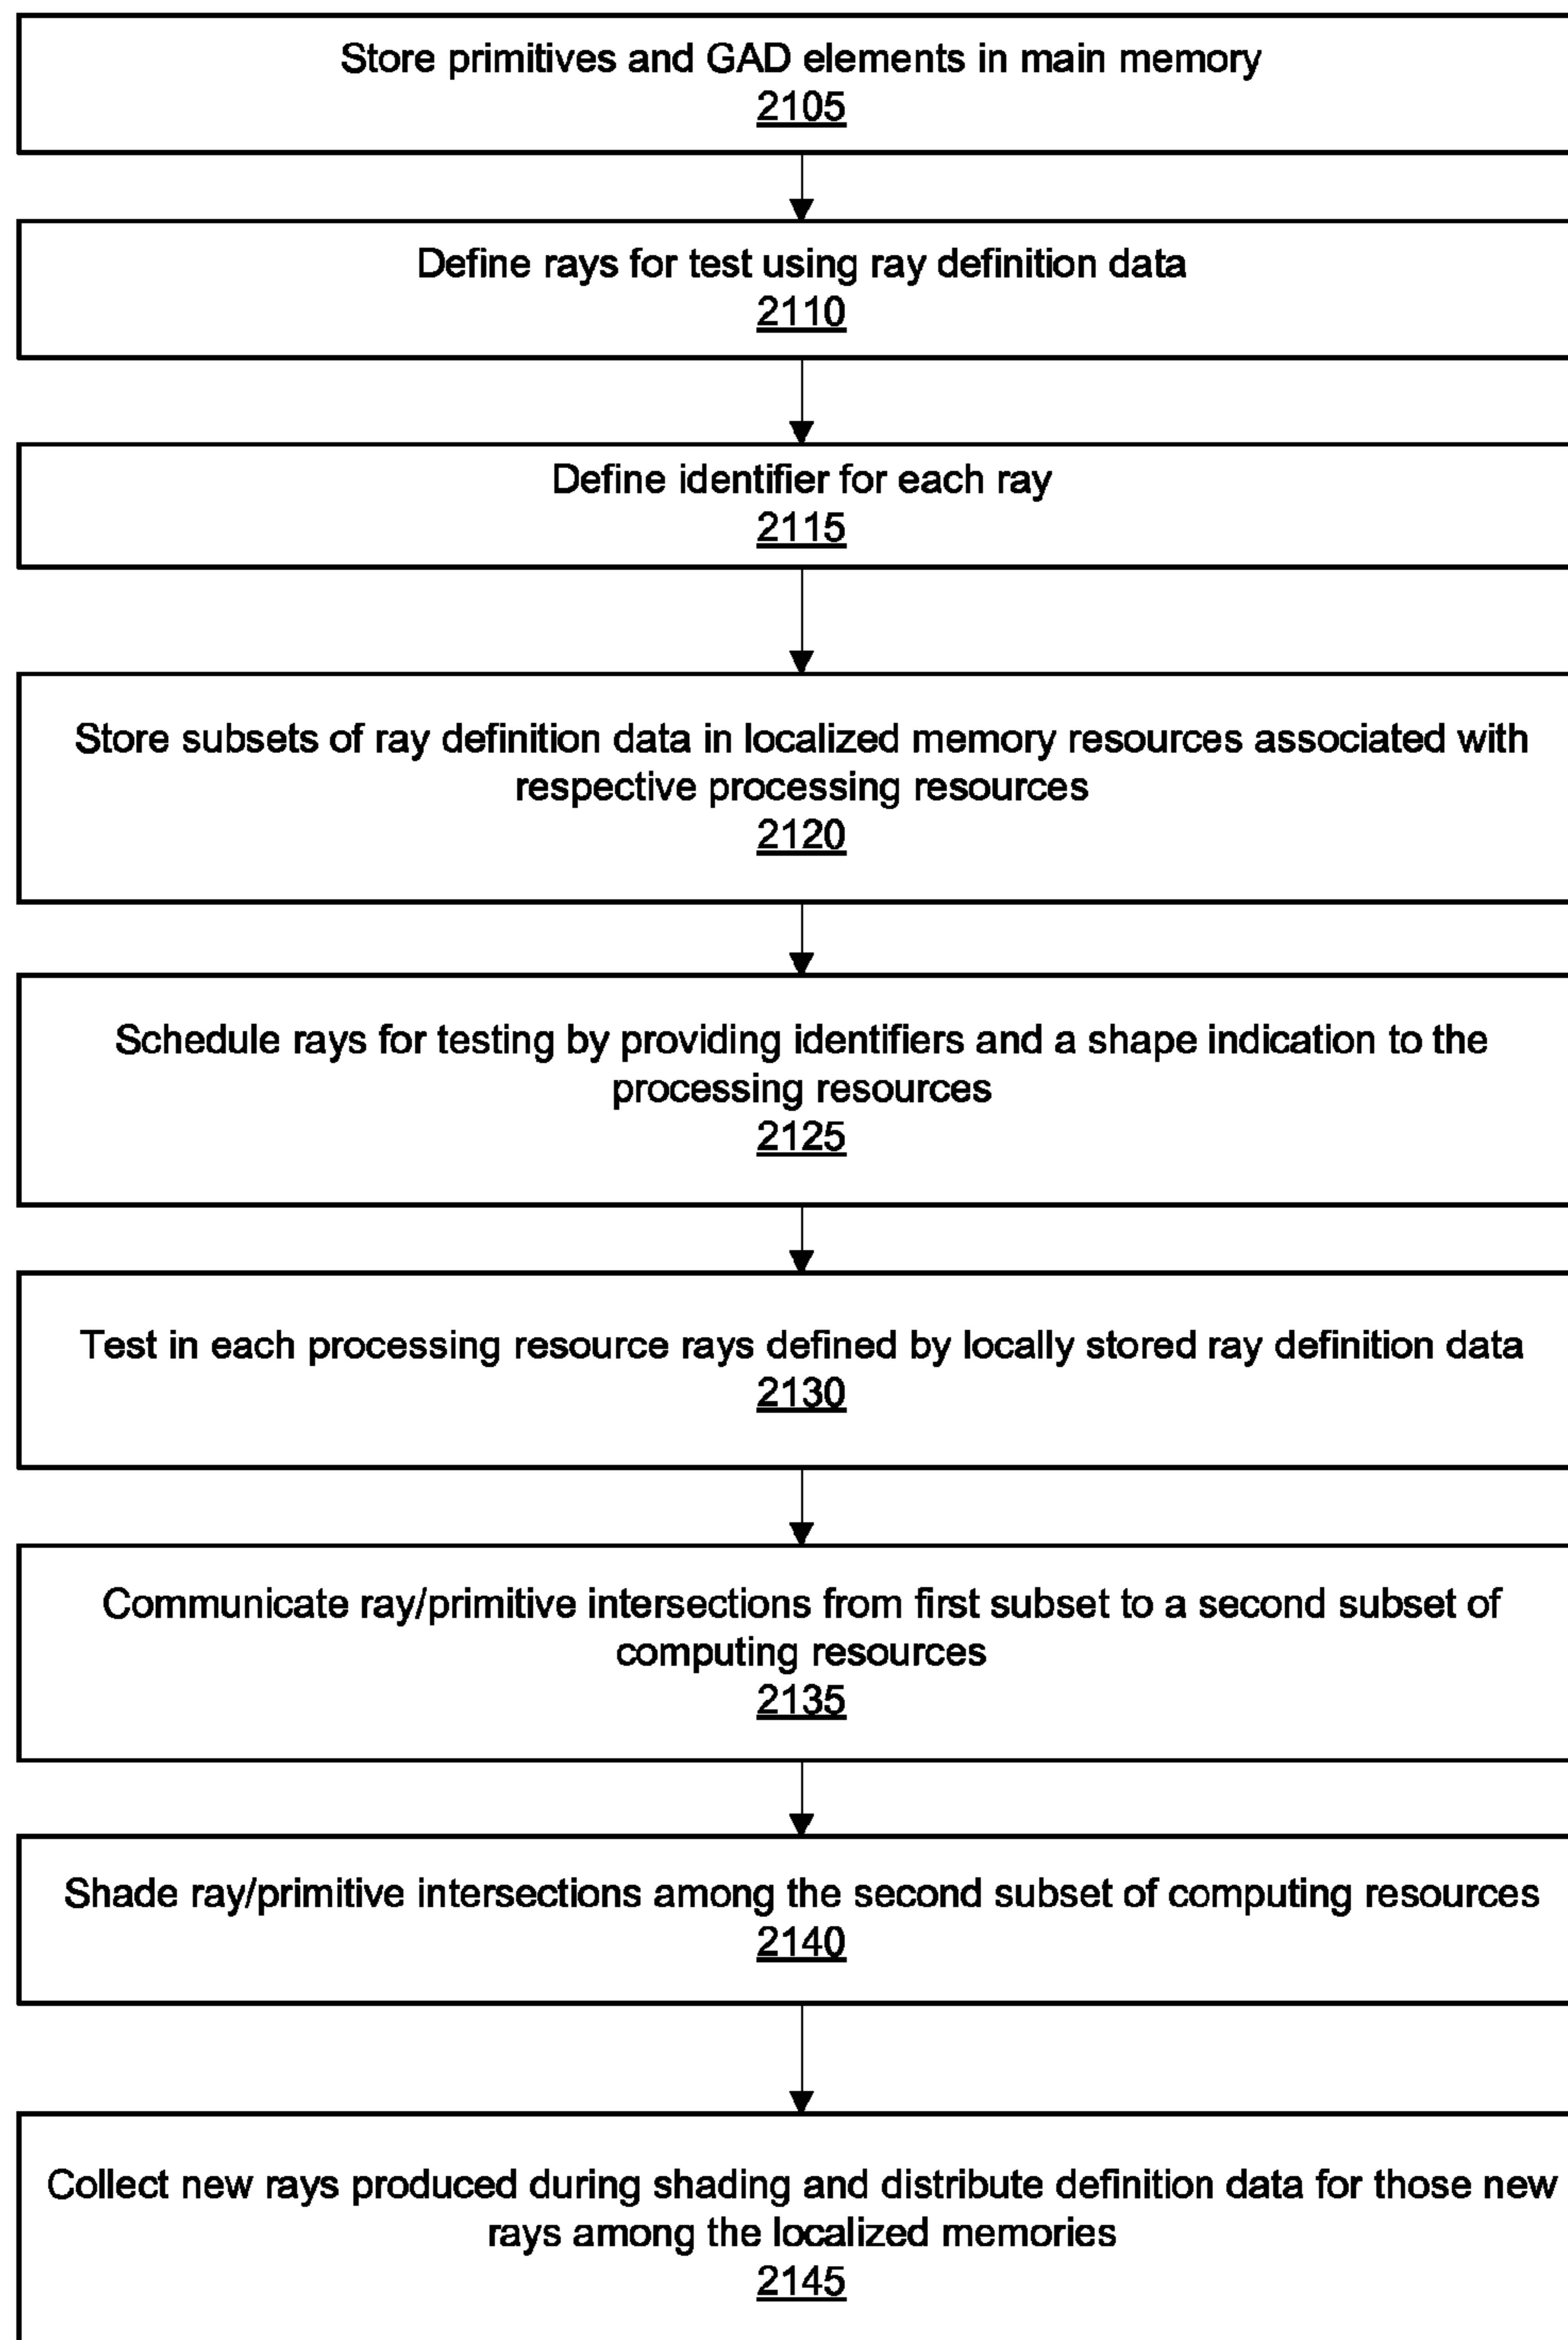 Store primitives and GAD elements in main memory
2105
Define rays for test using ray definition data
2110
Define identifier for each ray
2115
Store subsets of ray definition data in localized memory resources associated with
respective processing resources
2120
Schedule rays for testing by providing identifiers and a shape indication to the
processing resources
2125
Test in each processing resource rays defined by locally stored ray definition data
2130
Communicate ray/primitive intersections from first subset to a second subset of
computing resources
2135
Shade ray/primitive intersections among the second subset of computing resources
2140
Collect new rays produced during shading and distribute definition data for those new
rays among the localized memories
2145